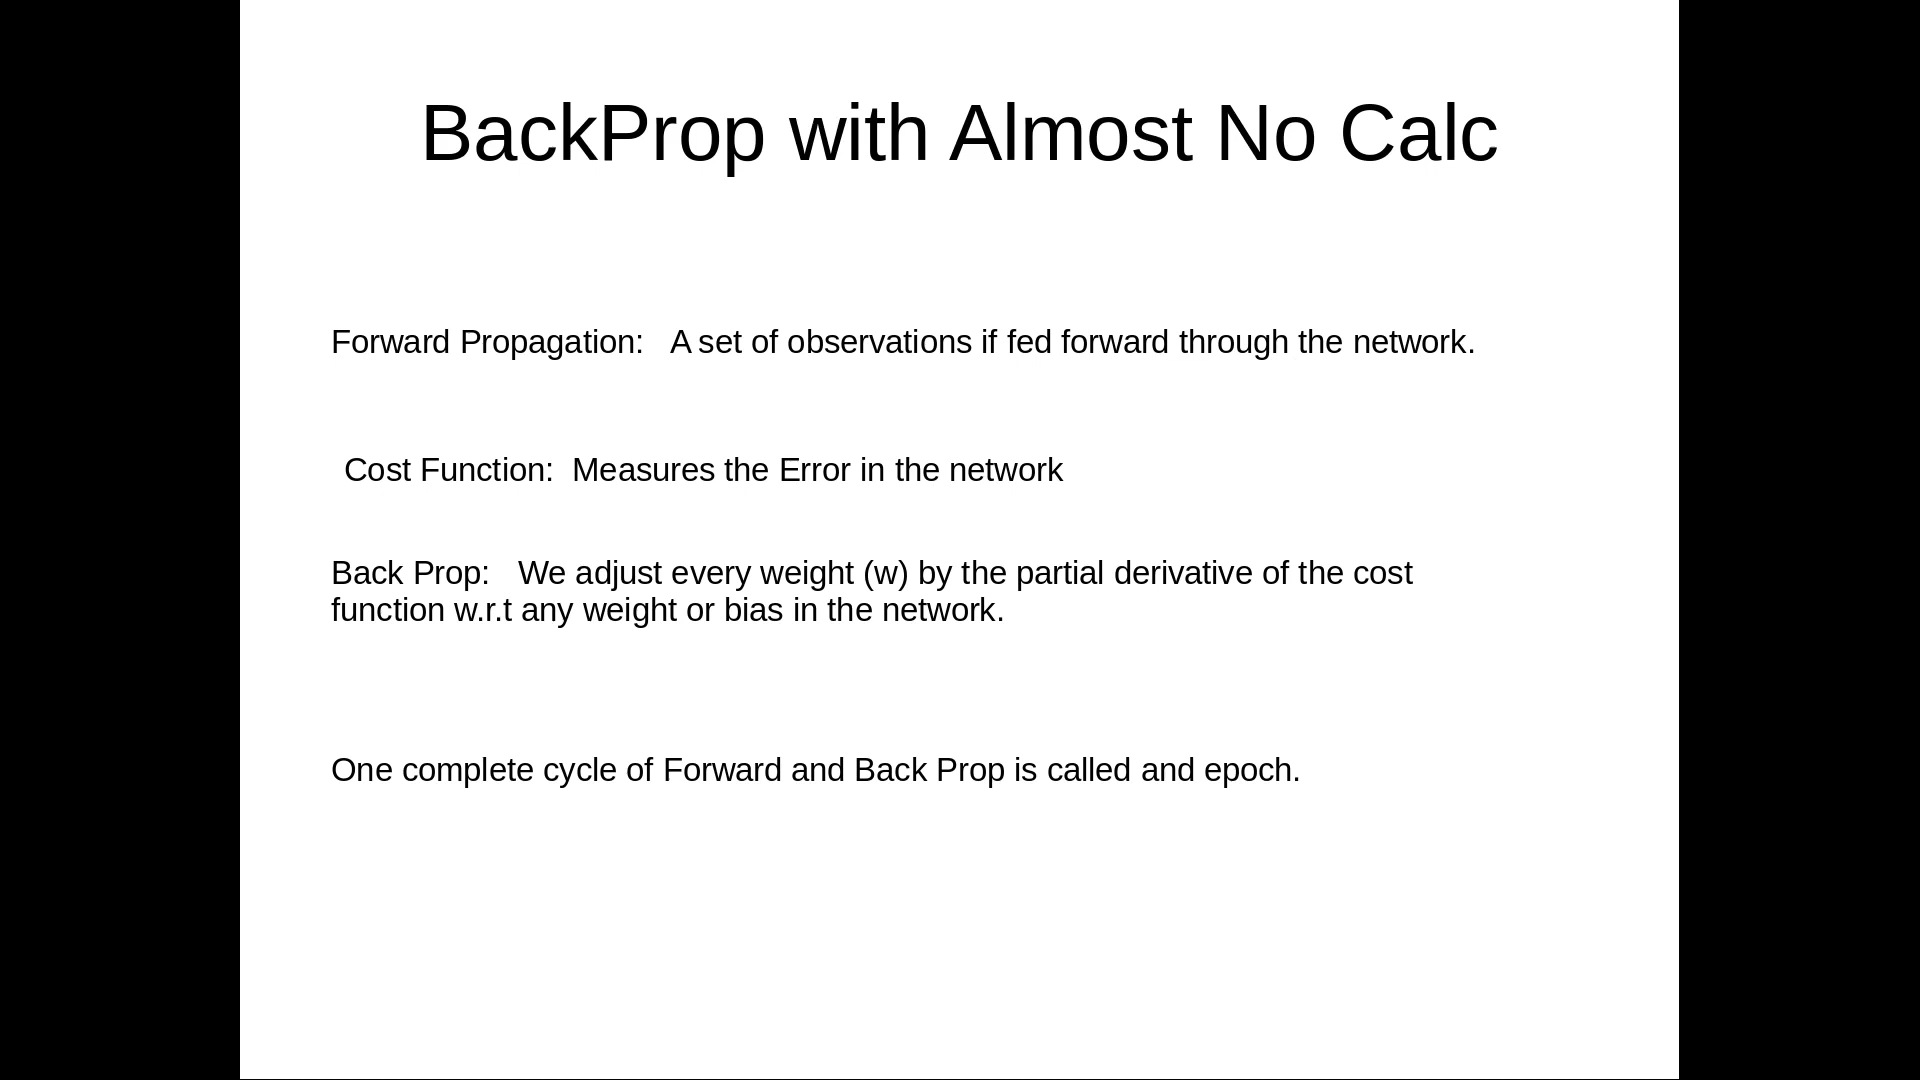 BackProp with Almost No Calc
Forward Propagation:   A set of observations if fed forward through the network.
Cost Function:  Measures the Error in the network
Back Prop:   We adjust every weight (w) by the partial derivative of the cost
function w.r.t any weight or bias in the network.
One complete cycle of Forward and Back Prop is called and epoch.